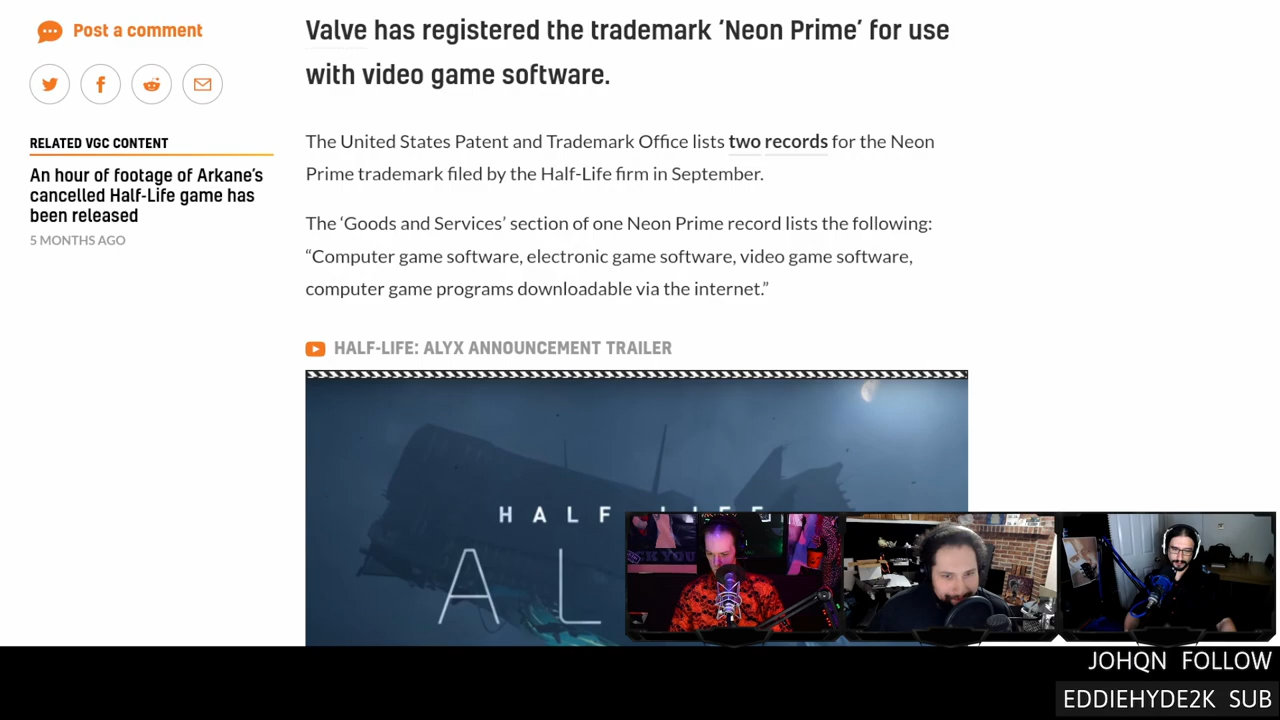 Post a comment
RELATED VGC CONTENT
An hour of footage of Arkane's
cancelled Half-Life game has
been released
5 MONTHS AGO
Valve has registered the trademark ‘Neon Prime’ for use
with video game software.
The United States Patent and Trademark Office lists two records for the Neon
Prime trademark filed by the Half-Life firm in September.
The ‘Goods and Services’ section of one Neon Prime record lists the following:
“Computer game software, electronic game software, video game software,
computer game programs downloadable via the internet.”
HALF-LIFE: ALYX ANNOUNCEMENT TRAILER
HALF
AL
JOHQN FOLLOW
EDDIEHYDE2K SUB